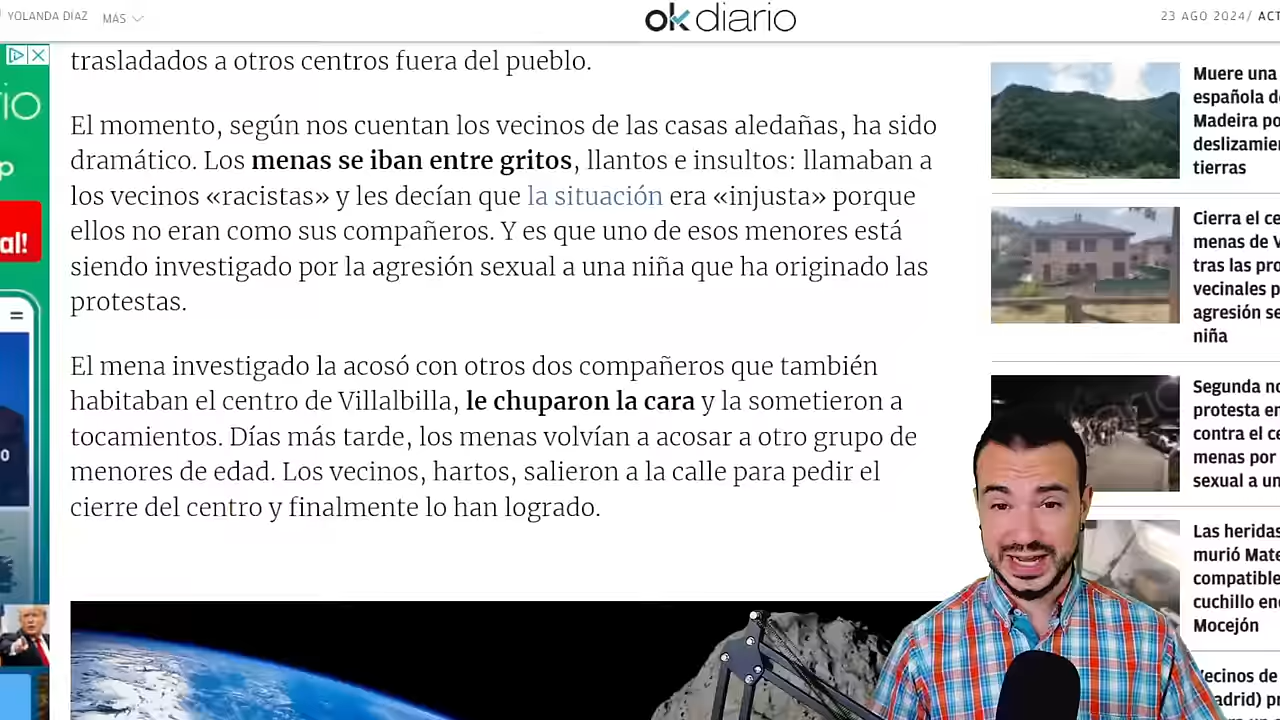 YOLANDA DÍAZ
MÁS
okdiario
23 AGO 2024/ ACT
trasladados a otros centros fuera del pueblo.
El momento, según nos cuentan los vecinos de las casas aledañas, ha sido
dramático. Los menas se iban entre gritos, llantos e insultos: llamaban a
los vecinos «racistas» y les decían que la situación era «injusta» porque
ellos no eran como sus compañeros. Y es que uno de esos menores está
siendo investigado por la agresión sexual a una niña que ha originado las
protestas.
El mena investigado la acosó con otros dos compañeros que también
habitaban el centro de Villalbilla, le chuparon la cara y la sometieron a
tocamientos. Días más tarde, los menas volvían a acosar a otro grupo de
menores de edad. Los vecinos, hartos, salieron a la calle para pedir el
cierre del centro y finalmente lo han logrado.
io
p
al!
o
Muere una
española de
Madeira po
deslizamien
tierras
Cierra el ce
menas de V
tras las pro
vecinales p
agresión se
niña
Segunda no
protesta en
contra el ce
menas por
sexual a un
Las heridas
murió Mate
compatible
cuchillo en
Mocejón
ecinos de
adrid) pr